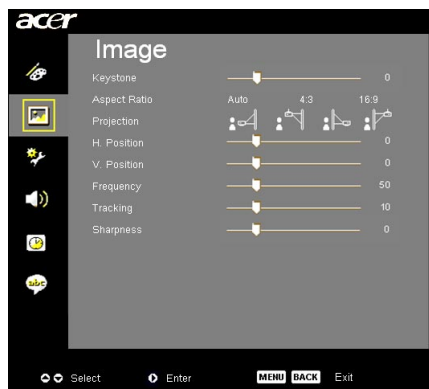 acer
Image
Keystone 0
Aspect Ratio Auto 4:3 16:9
Projection
H. Position 0
V. Position 0
Frequency 50
Tracking 10
Sharpness 0
abc
Select Enter MENU BACK Exit